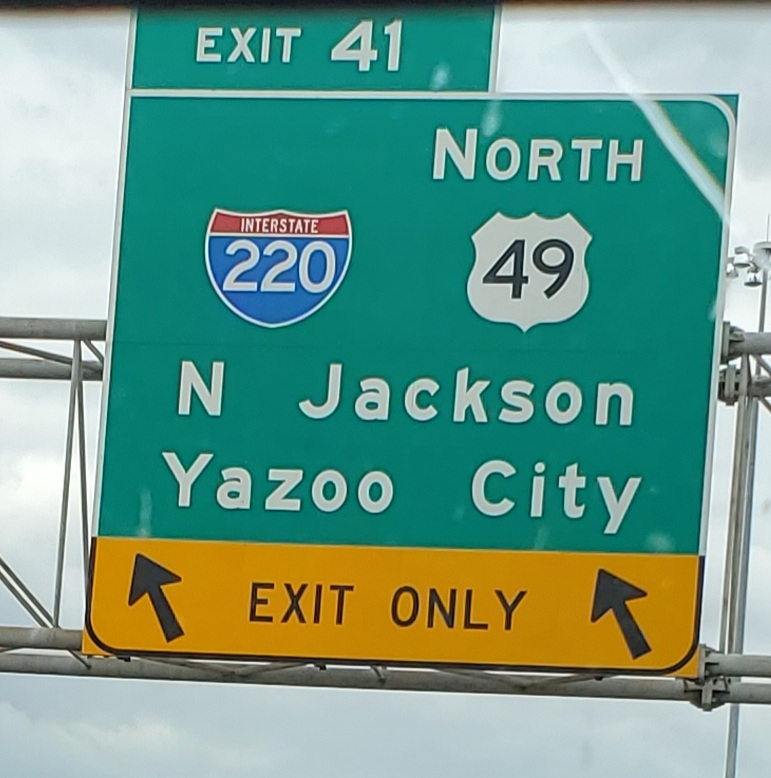 EXIT 41
NORTH
INTERSTATE
220
49
N Jackson
Yazoo City
EXIT ONLY